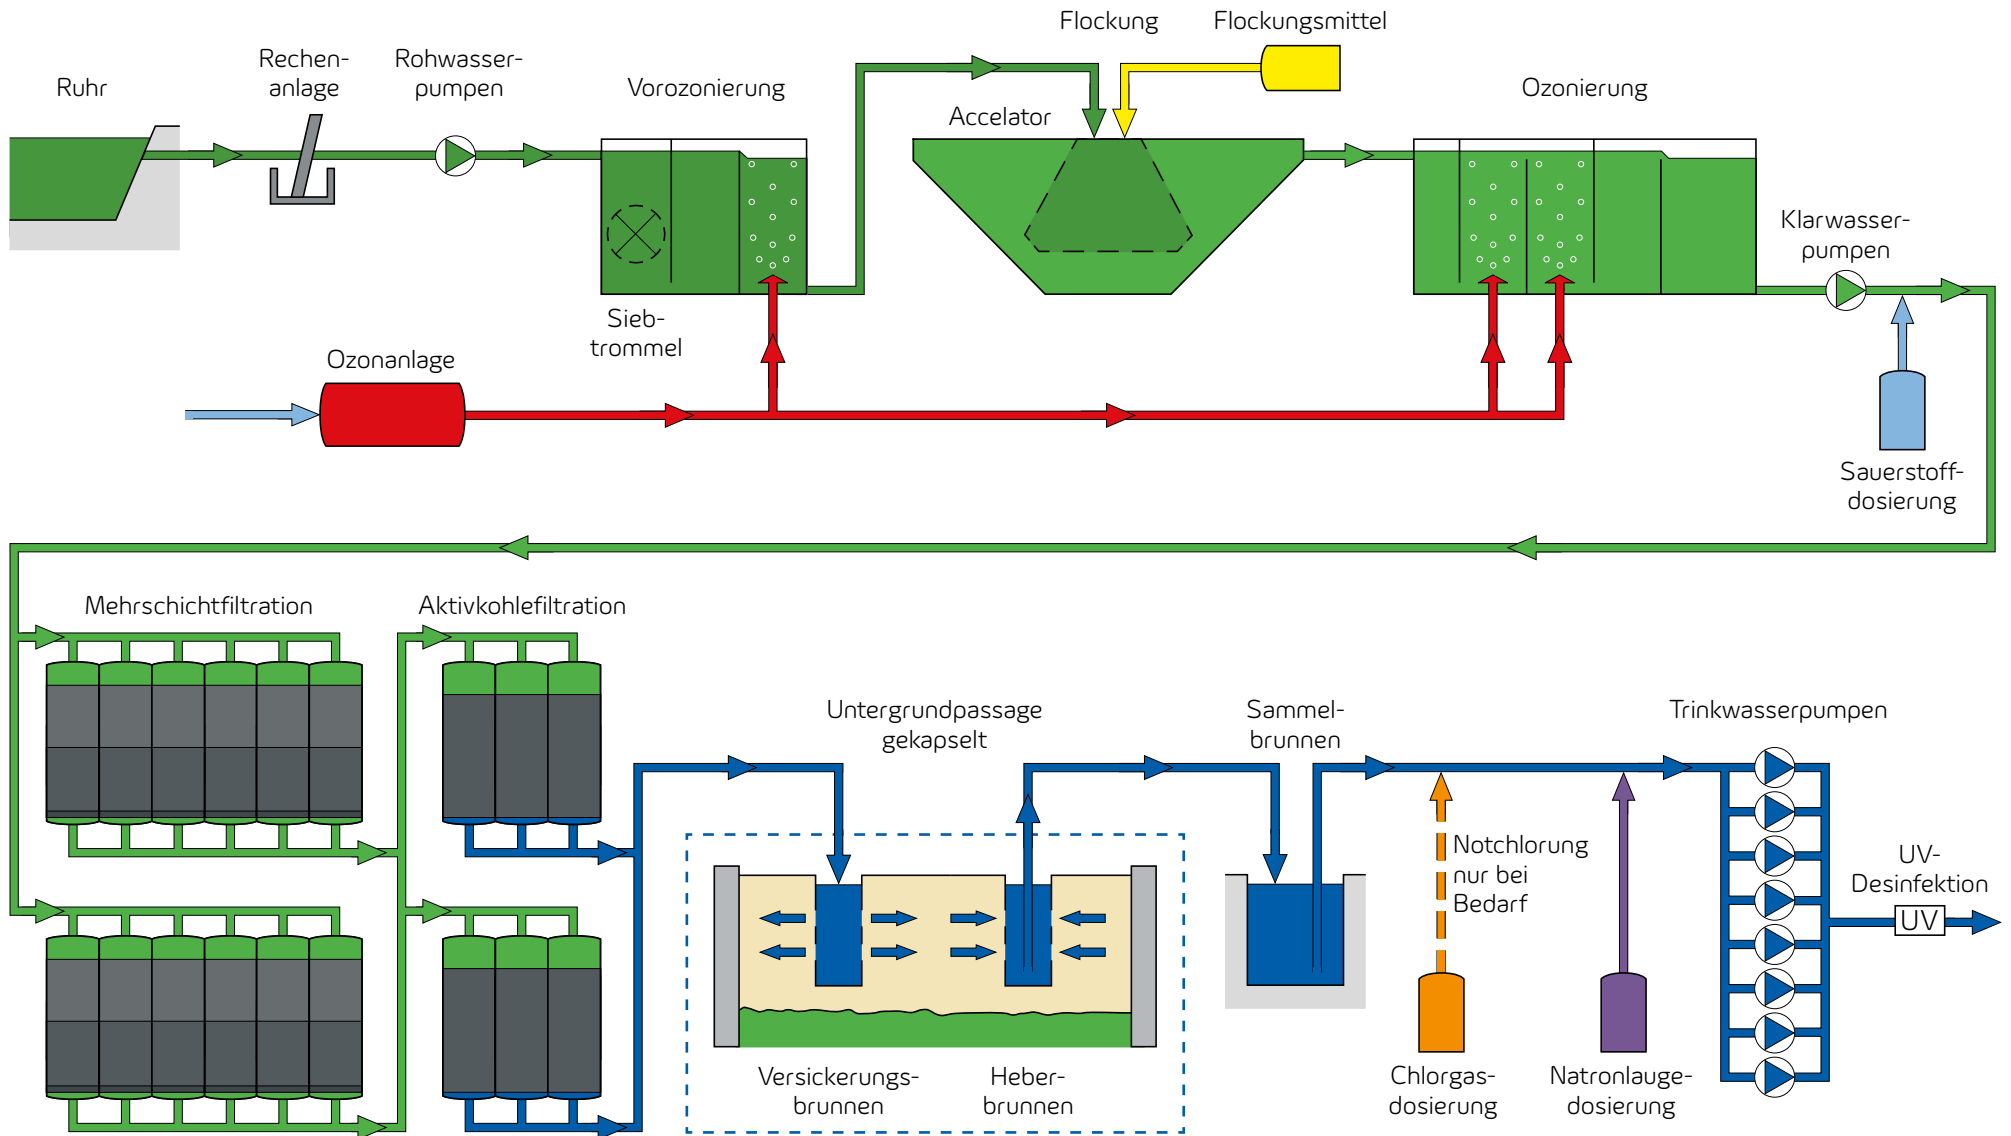 Flockung
Flockungsmittel
Ruhr
Rechen-
anlage
Rohwasser-
pumpen
Vorozonierung
Accelator
Ozonierung
Klarwasser-
pumpen
Sieb-
trommel
Ozonanlage
Sauerstoff-
dosierung
Mehrschichtfiltration
Aktivkohlefiltration
Untergrundpassage
gekapselt
Sammel-
brunnen
Trinkwasserpumpen
Notchlorung
nur bei
Bedarf
UV-
Desinfektion
UV
Versickerungs-
brunnen
Heber-
brunnen
Chlorgas-
dosierung
Natronlauge-
dosierung